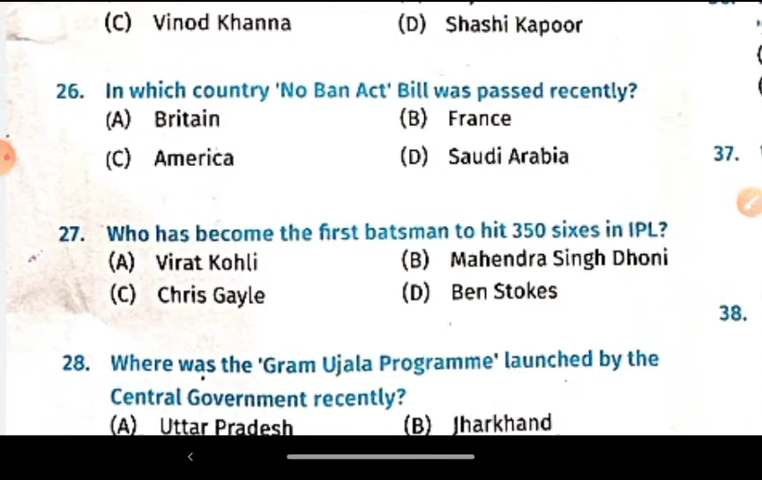 (C) Vinod Khanna (D) Shashi Kapoor
26. In which country 'No Ban Act' Bill was passed recently?
(A) Britain (B) France
(C) America (D) Saudi Arabia
37.
27. Who has become the first batsman to hit 350 sixes in IPL?
(A) Virat Kohli (B) Mahendra Singh Dhoni
(C) Chris Gayle (D) Ben Stokes
38.
28. Where was the 'Gram Ujala Programme' launched by the
Central Government recently?
(A) Uttar Pradesh (B) Jharkhand